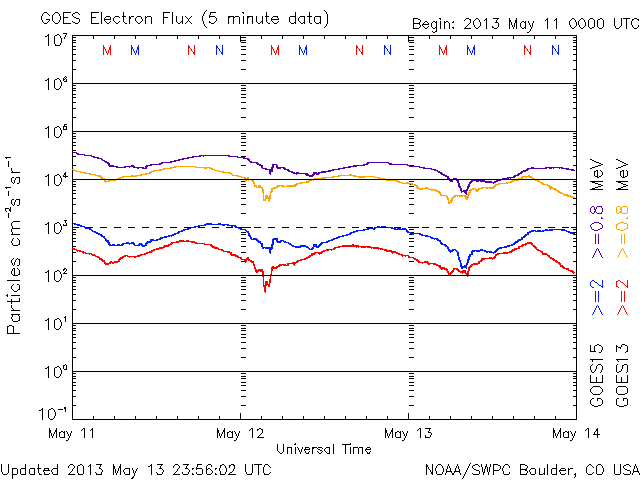 GOES Electron Flux (5 minute data)
Begin: 2013 May 11 0000 UTC
M M N N M M N N M M N N
10⁷
10⁶
10⁵
10⁴
10³
10²
10¹
10⁰
10⁻¹
Particles cm⁻²s⁻¹sr⁻¹
May 11 May 12 May 13 May 14
Universal Time
GOES15 >=2 >=0.8 MeV
GOES13 >=2 >=0.8 MeV
Updated 2013 May 13 23:56:02 UTC
NOAA/SWPC Boulder, CO USA